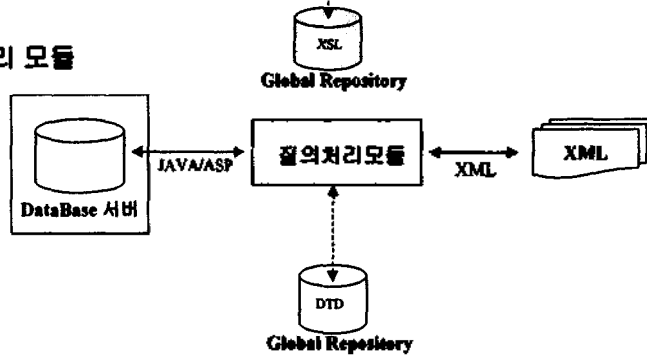 XSL
Global Repository
리 모듈
JAVA/ASP
질의처리모듈
XML
XML
DataBase 서버
DTD
Global Repository